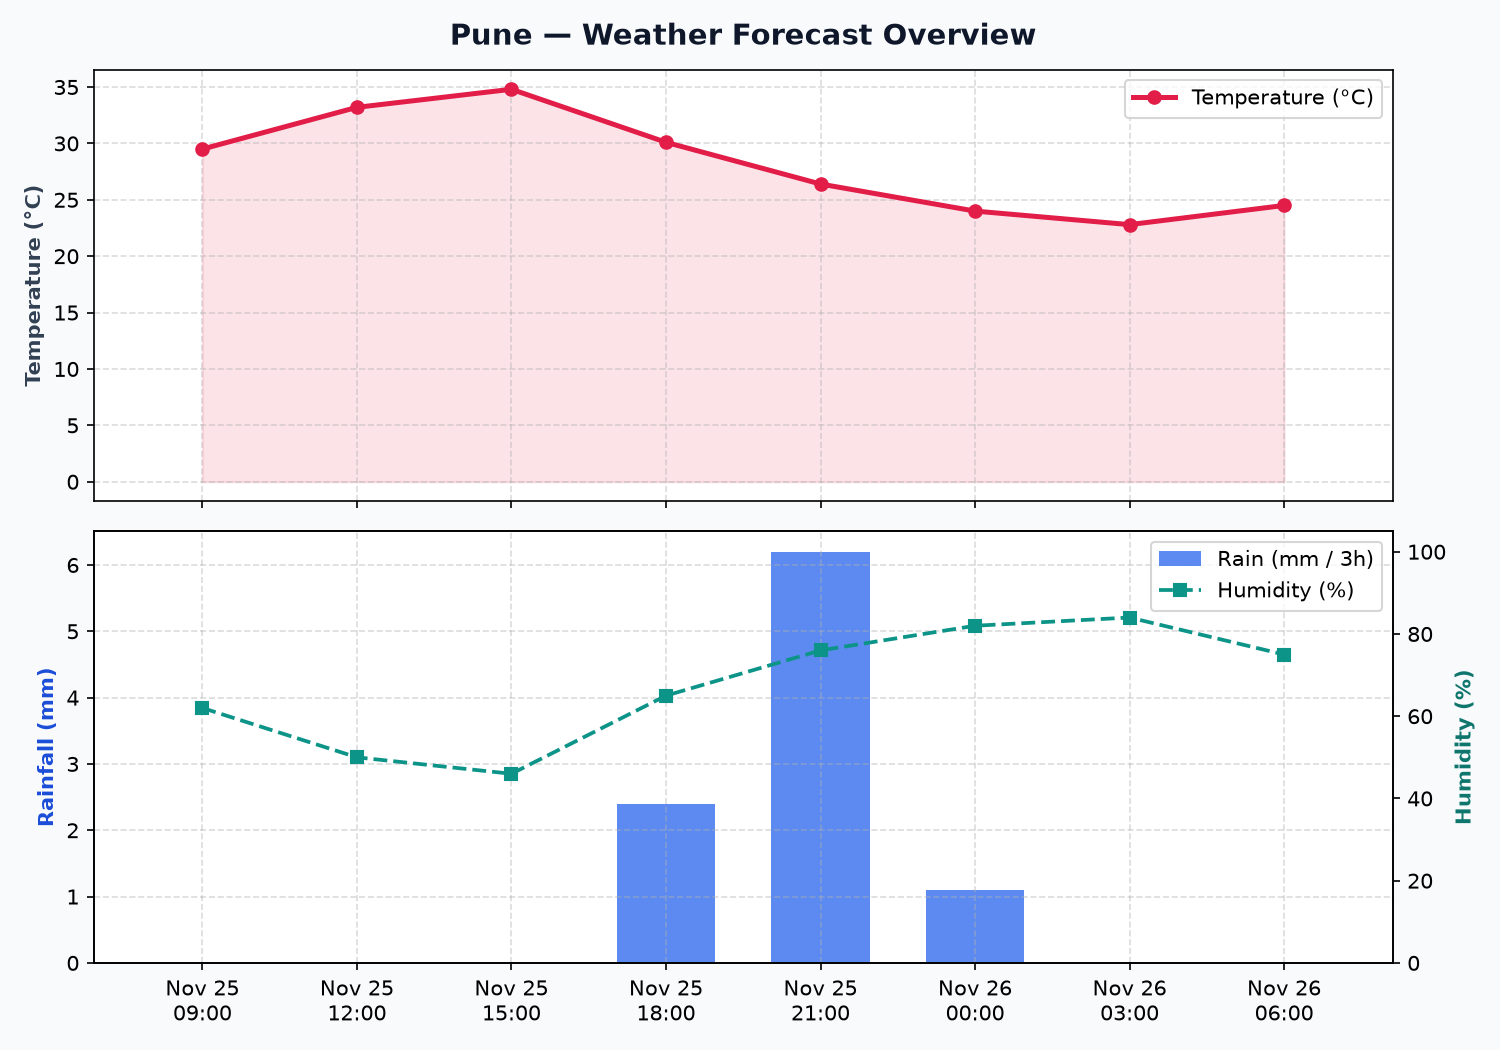 Pune — Weather Forecast Overview
Temperature (°C)
35
30
25
20
15
10
5
0
Temperature (°C)
Rainfall (mm)
6
5
4
3
2
1
0
Rain (mm / 3h)
Humidity (%)
100
80
60
40
20
0
Humidity (%)
Nov 25 Nov 25 Nov 25 Nov 25 Nov 25 Nov 26 Nov 26 Nov 26
09:00 12:00 15:00 18:00 21:00 00:00 03:00 06:00